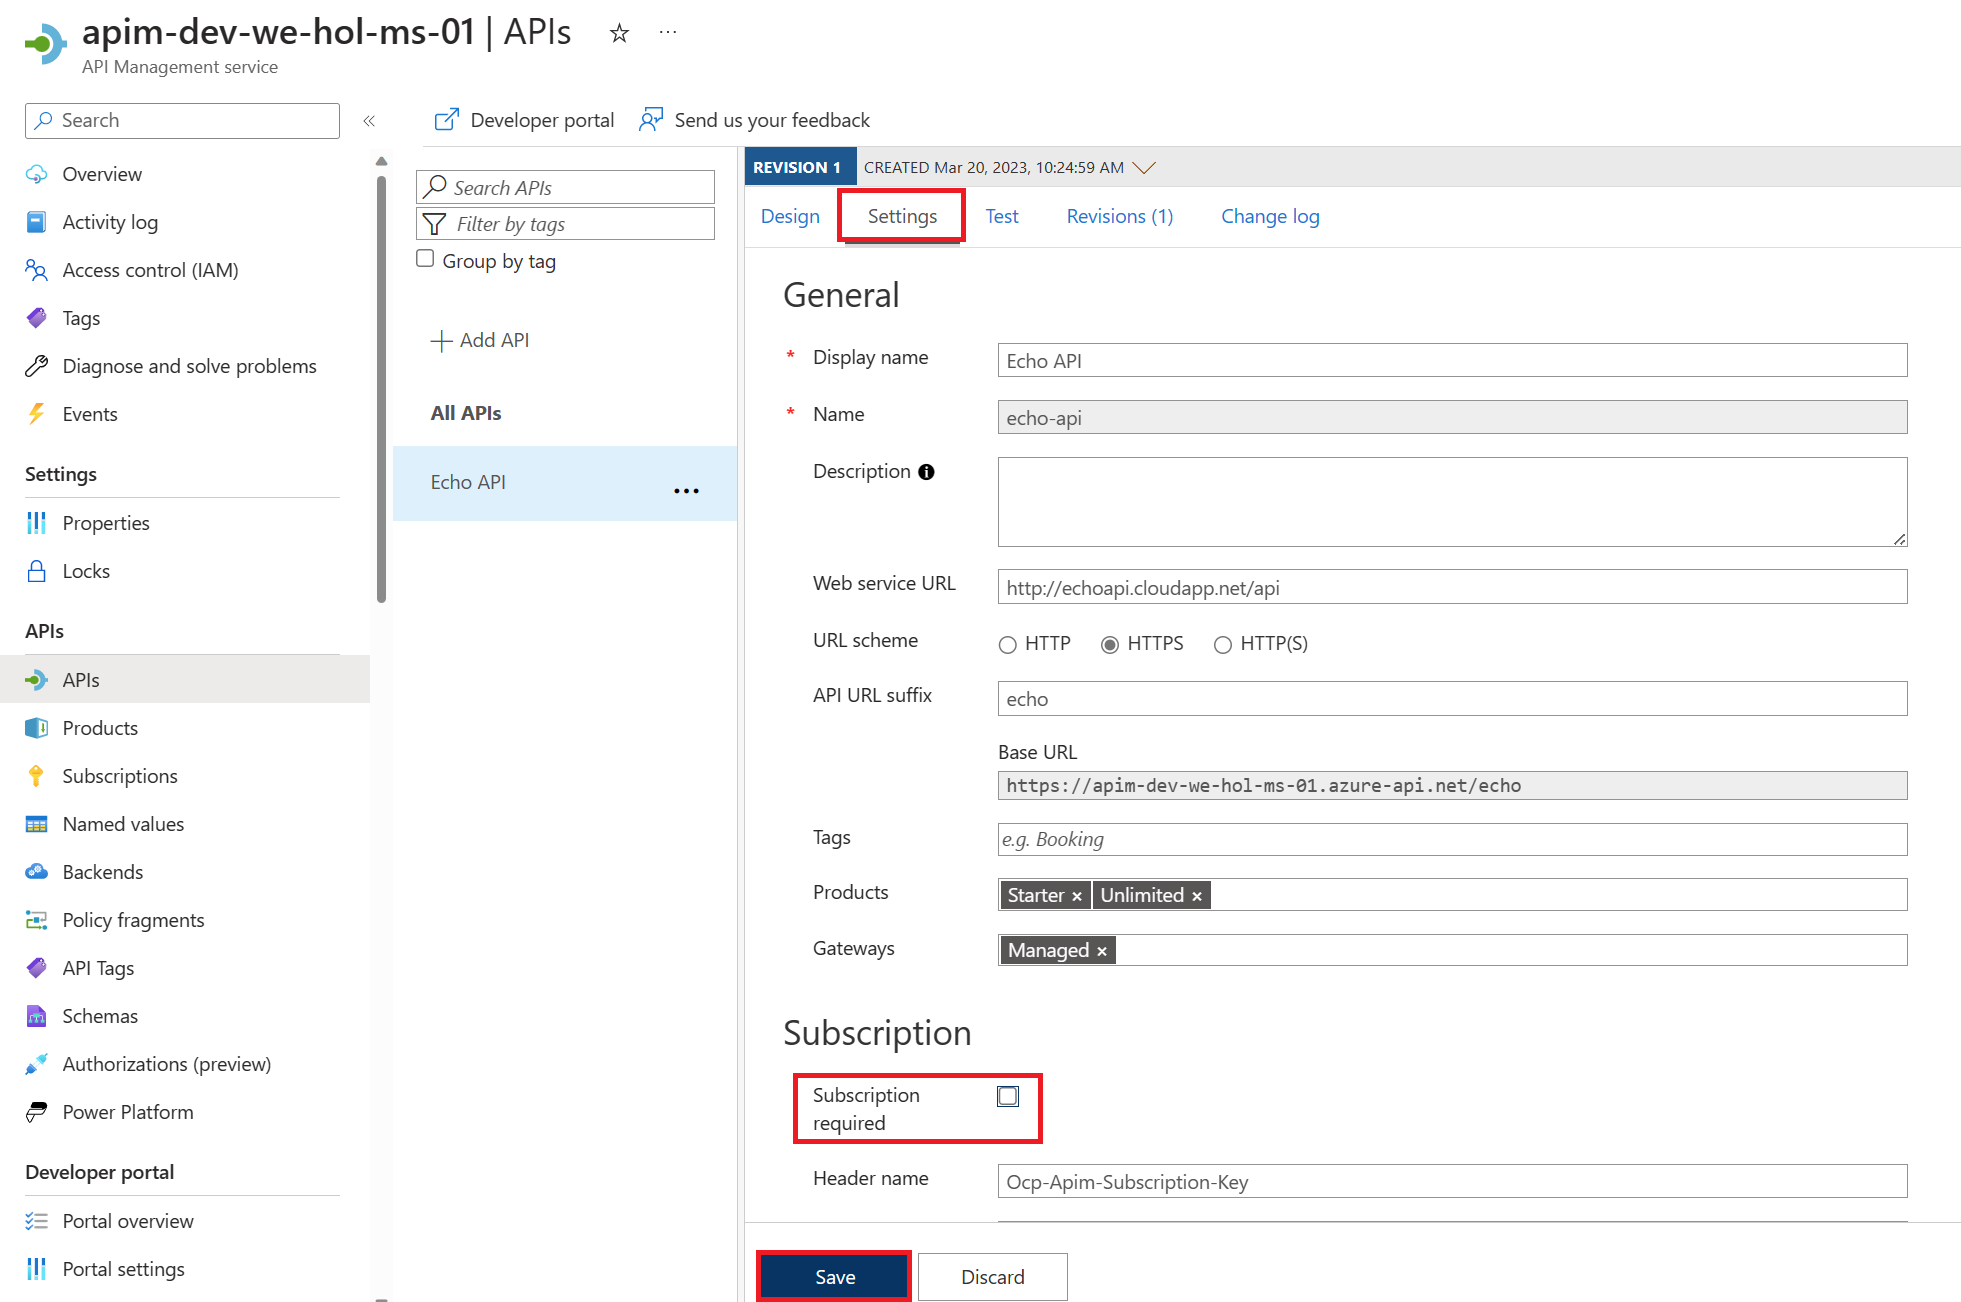 apim-dev-we-hol-ms-01 | APIs
API Management service
Search
Overview
Activity log
Access control (IAM)
Tags
Diagnose and solve problems
Events
Settings
Properties
Locks
APIs
APIs
Products
Subscriptions
Named values
Backends
Policy fragments
API Tags
Schemas
Authorizations (preview)
Power Platform
Developer portal
Portal overview
Portal settings
Developer portal
Send us your feedback
Search APIs
Filter by tags
Group by tag
Add API
All APIs
Echo API
REVISION 1 CREATED Mar 20, 2023, 10:24:59 AM
Design Settings Test Revisions (1) Change log
General
* Display name
Echo API
* Name
echo-api
Description
Web service URL
http://echoapi.cloudapp.net/api
URL scheme
HTTP HTTPS HTTP(S)
API URL suffix
echo
Base URL
https://apim-dev-we-hol-ms-01.azure-api.net/echo
Tags
e.g. Booking
Products
Starter × Unlimited ×
Gateways
Managed ×
Subscription
Subscription
required
Header name
Ocp-Apim-Subscription-Key
Save
Discard